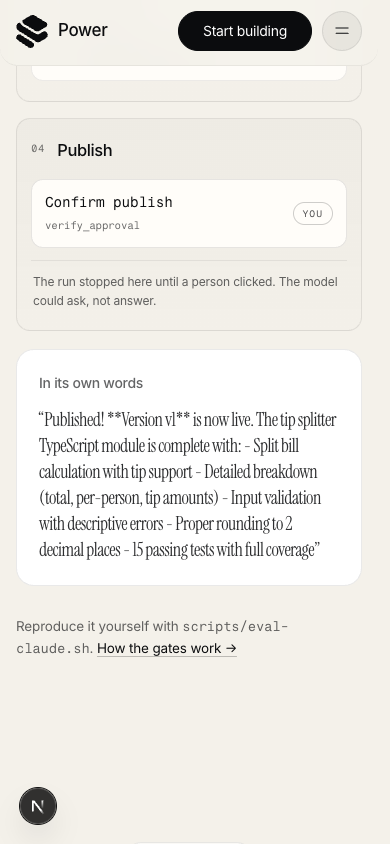 Power
Start building
04 Publish
Confirm publish
verify_approval
YOU
The run stopped here until a person clicked. The model
could ask, not answer.
In its own words
“Published! **Version v1** is now live. The tip splitter
TypeScript module is complete with: - Split bill
calculation with tip support - Detailed breakdown
(total, per-person, tip amounts) - Input validation
with descriptive errors - Proper rounding to 2
decimal places - 15 passing tests with full coverage”
Reproduce it yourself with scripts/eval-
claude.sh. How the gates work →
N